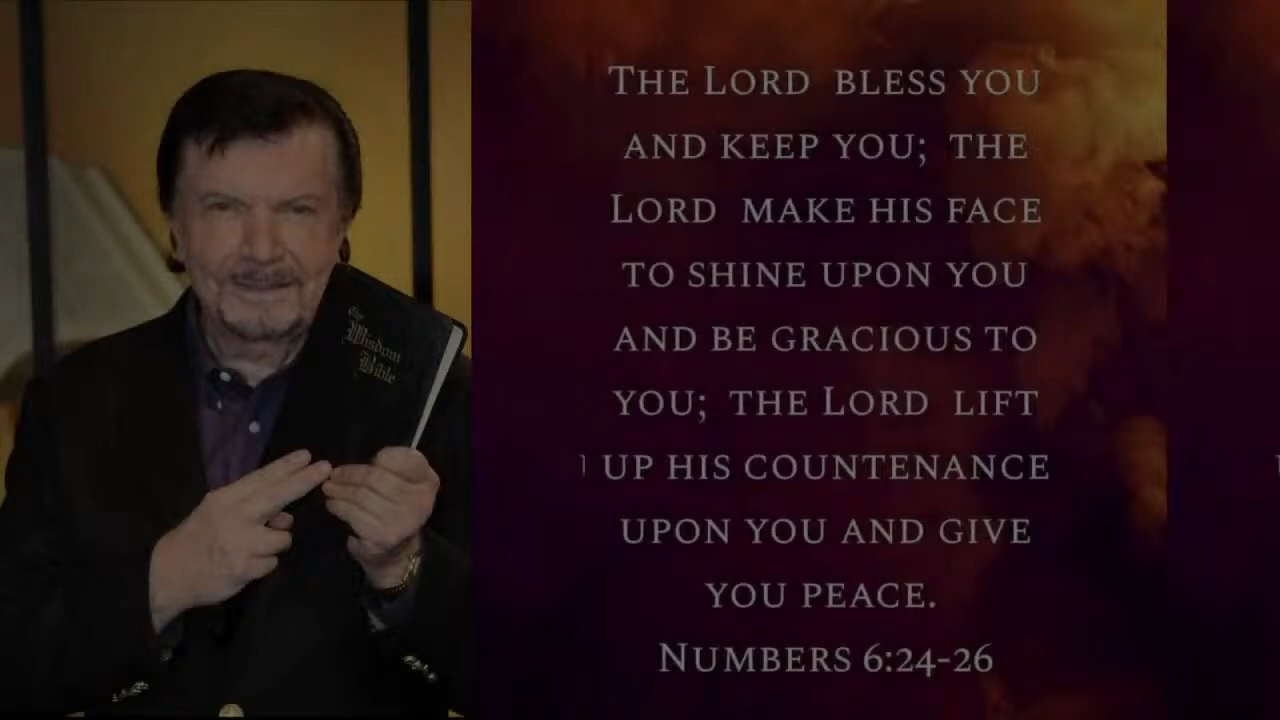 The
Wisdom
Bible
THE LORD BLESS YOU
AND KEEP YOU; THE
LORD MAKE HIS FACE
TO SHINE UPON YOU
AND BE GRACIOUS TO
YOU; THE LORD LIFT
UP HIS COUNTENANCE
UPON YOU AND GIVE
YOU PEACE.
NUMBERS 6:24-26